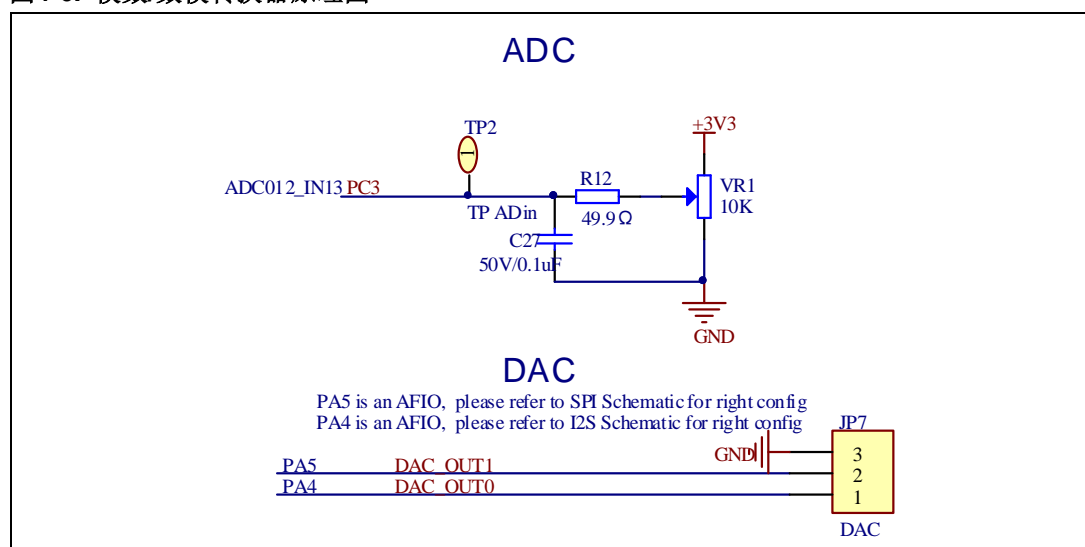 ADC
TP2
1
+3V3
ADC012_IN13 PC3
R12
VR1
10K
TP ADin
49.9Ω
C27
50V/0.1uF
GND
DAC
PA5 is an AFIO, please refer to SPI Schematic for right config
PA4 is an AFIO, please refer to I2S Schematic for right config
JP7
GND
3
PA5 DAC_OUT1
2
PA4 DAC_OUT0
1
DAC